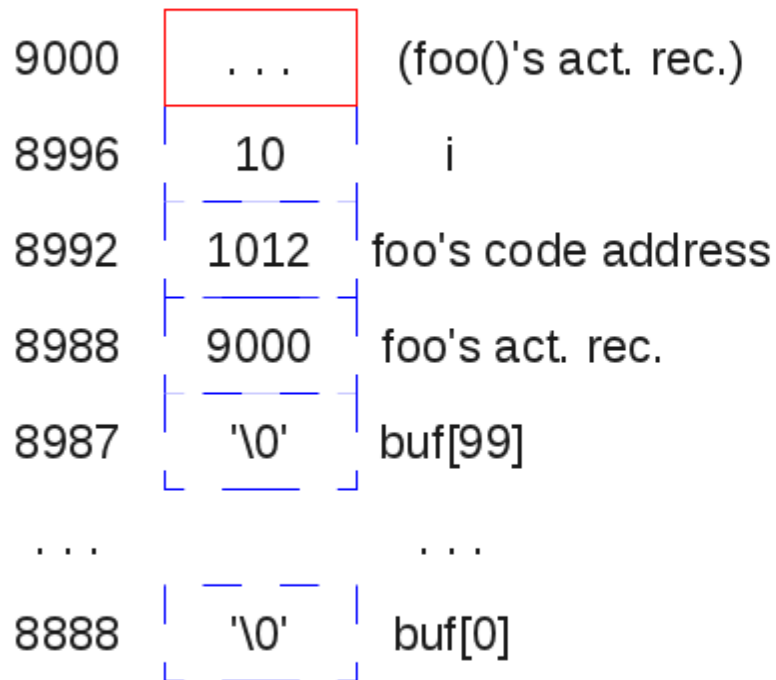 9000 . . . (foo()'s act. rec.)
8996 10 i
8992 1012 foo's code address
8988 9000 foo's act. rec.
8987 '\0' buf[99]
. . . . . .
8888 '\0' buf[0]